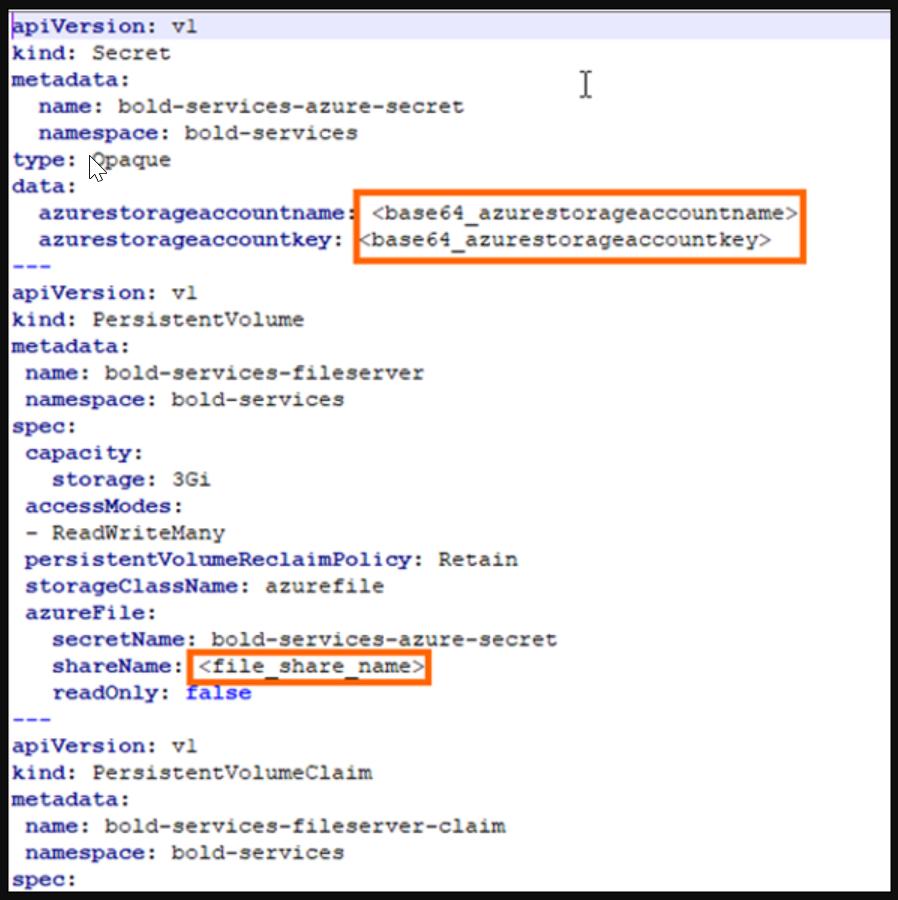 apiVersion: v1
kind: Secret
metadata:
  name: bold-services-azure-secret
  namespace: bold-services
type: Opaque
data:
  azurestorageaccountname: <base64_azurestorageaccountname>
  azurestorageaccountkey: <base64_azurestorageaccountkey>
---
apiVersion: v1
kind: PersistentVolume
metadata:
 name: bold-services-fileserver
 namespace: bold-services
spec:
 capacity:
   storage: 3Gi
 accessModes:
 - ReadWriteMany
 persistentVolumeReclaimPolicy: Retain
 storageClassName: azurefile
 azureFile:
   secretName: bold-services-azure-secret
   shareName: <file_share_name>
   readOnly: false
---
apiVersion: v1
kind: PersistentVolumeClaim
metadata:
 name: bold-services-fileserver-claim
 namespace: bold-services
spec: